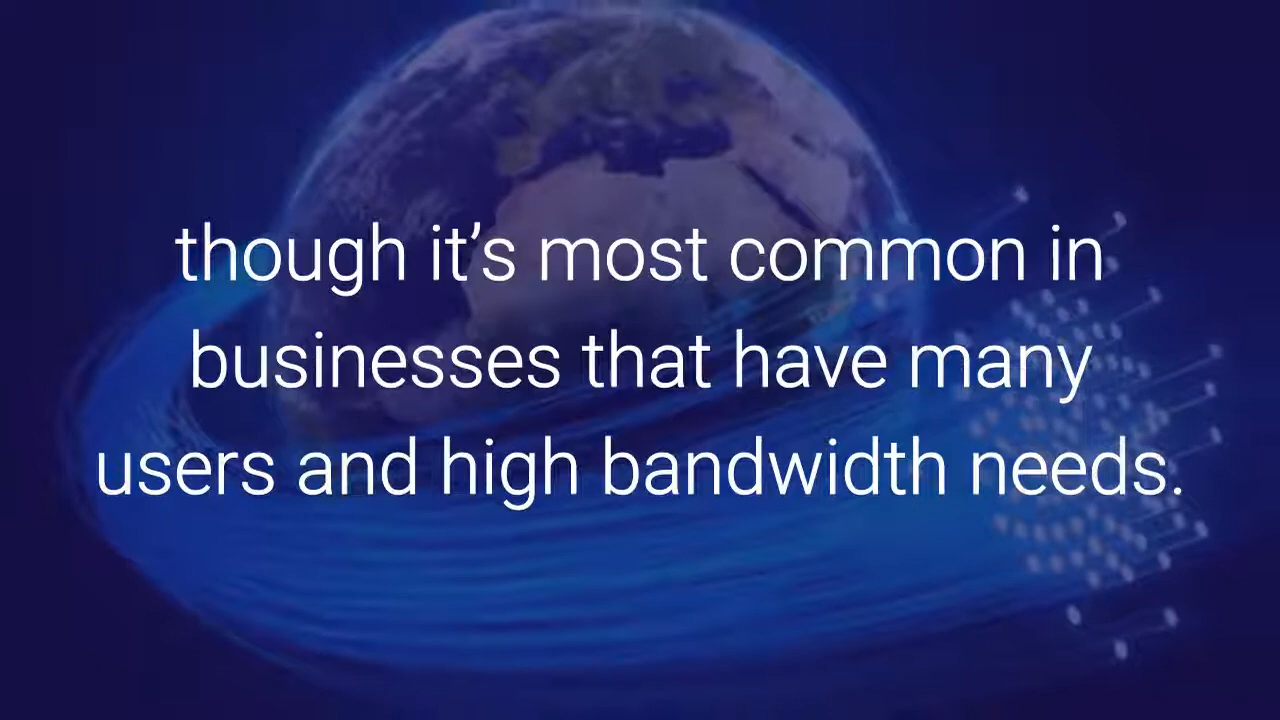 though it’s most common in
businesses that have many
users and high bandwidth needs.